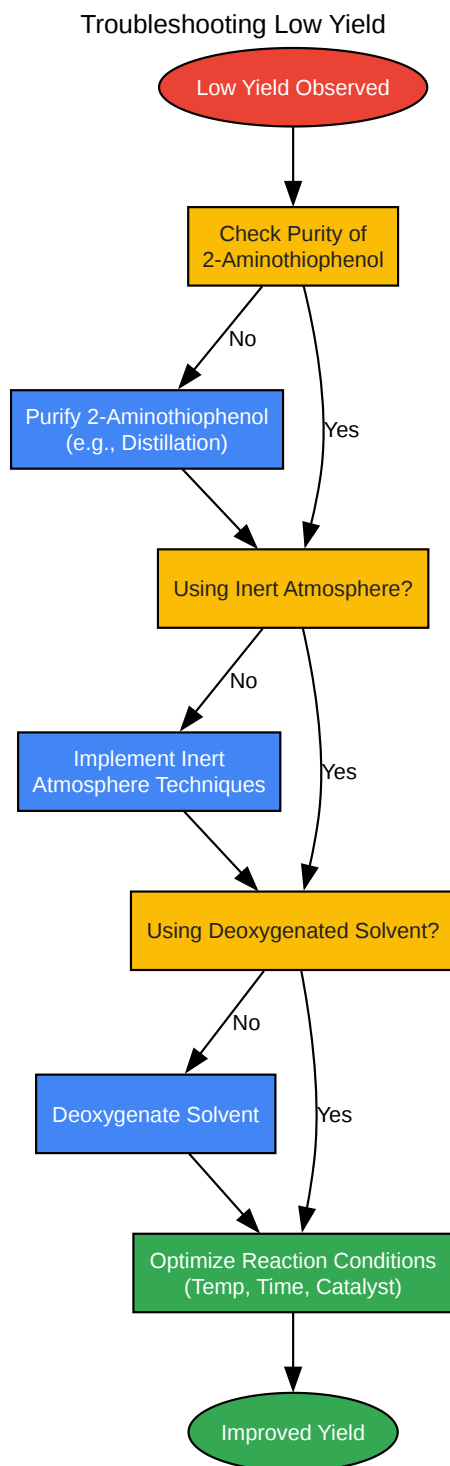 Troubleshooting Low Yield
Low Yield Observed
Check Purity of
2-Aminothiophenol
No
Purify 2-Aminothiophenol
(e.g., Distillation)
Yes
Using Inert Atmosphere?
No
Implement Inert
Atmosphere Techniques
Yes
Using Deoxygenated Solvent?
No
Deoxygenate Solvent
Yes
Optimize Reaction Conditions
(Temp, Time, Catalyst)
Improved Yield